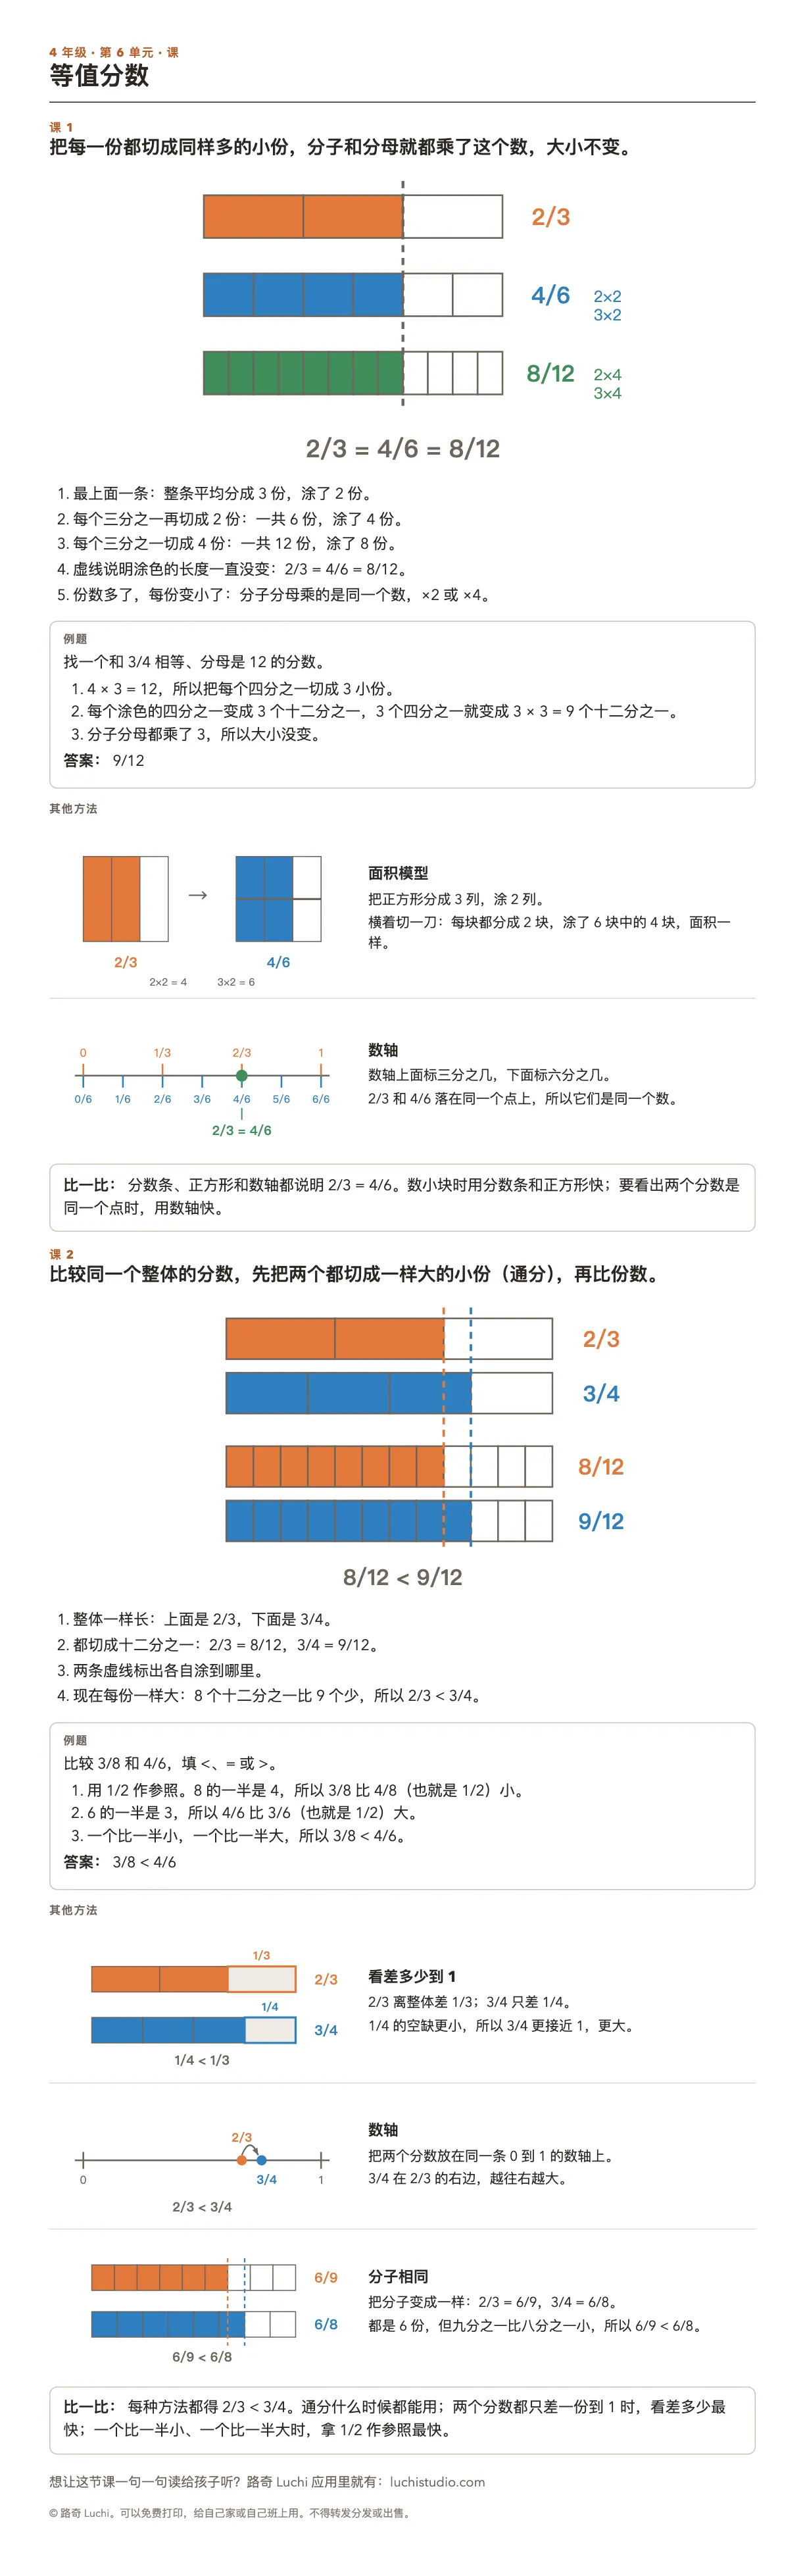 4 年级 · 第 6 单元 · 课
等值分数
课 1
把每一份都切成同样多的小份，分子和分母就都乘了这个数，大小不变。
2/3
4/6 2×2
3×2
8/12 2×4
3×4
2/3 = 4/6 = 8/12
1. 最上面一条：整条平均分成 3 份，涂了 2 份。
2. 每个三分之一再切成 2 份：一共 6 份，涂了 4 份。
3. 每个三分之一切成 4 份：一共 12 份，涂了 8 份。
4. 虚线说明涂色的长度一直没变：2/3 = 4/6 = 8/12。
5. 份数多了，每份变小了：分子分母乘的是同一个数，×2 或 ×4。
例题
找一个和 3/4 相等、分母是 12 的分数。
1. 4 × 3 = 12，所以把每个四分之一切成 3 小份。
2. 每个涂色的四分之一变成 3 个十二分之一，3 个四分之一就变成 3 × 3 = 9 个十二分之一。
3. 分子分母都乘了 3，所以大小没变。
答案： 9/12
其他方法
→
2/3 4/6
2×2 = 4 3×2 = 6
面积模型
把正方形分成 3 列，涂 2 列。
横着切一刀：每块都分成 2 块，涂了 6 块中的 4 块，面积一
样。
0 1/3 2/3 1
0/6 1/6 2/6 3/6 4/6 5/6 6/6
2/3 = 4/6
数轴
数轴上面标三分之几，下面标六分之几。
2/3 和 4/6 落在同一个点上，所以它们是同一个数。
比一比： 分数条、正方形和数轴都说明 2/3 = 4/6。数小块时用分数条和正方形快；要看出两个分数是
同一个点时，用数轴快。
课 2
比较同一个整体的分数，先把两个都切成一样大的小份（通分），再比份数。
2/3
3/4
8/12
9/12
8/12 < 9/12
1. 整体一样长：上面是 2/3，下面是 3/4。
2. 都切成十二分之一：2/3 = 8/12，3/4 = 9/12。
3. 两条虚线标出各自涂到哪里。
4. 现在每份一样大：8 个十二分之一比 9 个少，所以 2/3 < 3/4。
例题
比较 3/8 和 4/6，填 <、= 或 >。
1. 用 1/2 作参照。8 的一半是 4，所以 3/8 比 4/8（也就是 1/2）小。
2. 6 的一半是 3，所以 4/6 比 3/6（也就是 1/2）大。
3. 一个比一半小，一个比一半大，所以 3/8 < 4/6。
答案： 3/8 < 4/6
其他方法
1/3
2/3
1/4
3/4
1/4 < 1/3
看差多少到 1
2/3 离整体差 1/3；3/4 只差 1/4。
1/4 的空缺更小，所以 3/4 更接近 1，更大。
2/3
0 3/4 1
2/3 < 3/4
数轴
把两个分数放在同一条 0 到 1 的数轴上。
3/4 在 2/3 的右边，越往右越大。
6/9
6/8
6/9 < 6/8
分子相同
把分子变成一样：2/3 = 6/9，3/4 = 6/8。
都是 6 份，但九分之一比八分之一小，所以 6/9 < 6/8。
比一比： 每种方法都得 2/3 < 3/4。通分什么时候都能用；两个分数都只差一份到 1 时，看差多少最
快；一个比一半小、一个比一半大时，拿 1/2 作参照最快。
想让这节课一句一句读给孩子听？路奇 Luchi 应用里就有：luchistudio.com
© 路奇 Luchi。可以免费打印，给自己家或自己班上用。不得转发分发或出售。